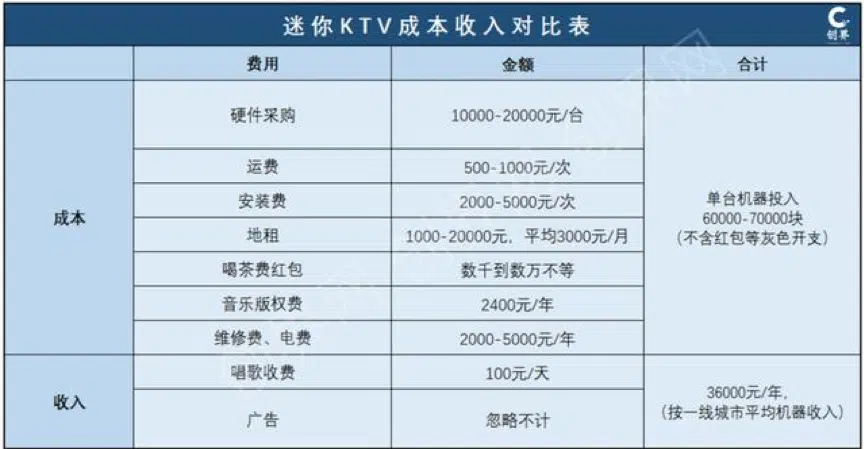 迷你KTV成本收入对比表
创界
费用
金额
合计
成本
硬件采购
10000-20000元/台
运费
500-1000元/次
安装费
2000-5000元/次
地租
1000-20000元，平均3000元/月
喝茶费红包
数千到数万不等
音乐版权费
2400元/年
维修费、电费
2000-5000元/年
单台机器投入
60000-70000块
（不含红包等灰色开支）
收入
唱歌收费
100元/天
广告
忽略不计
36000元/年，
（按一线城市平均机器收入）